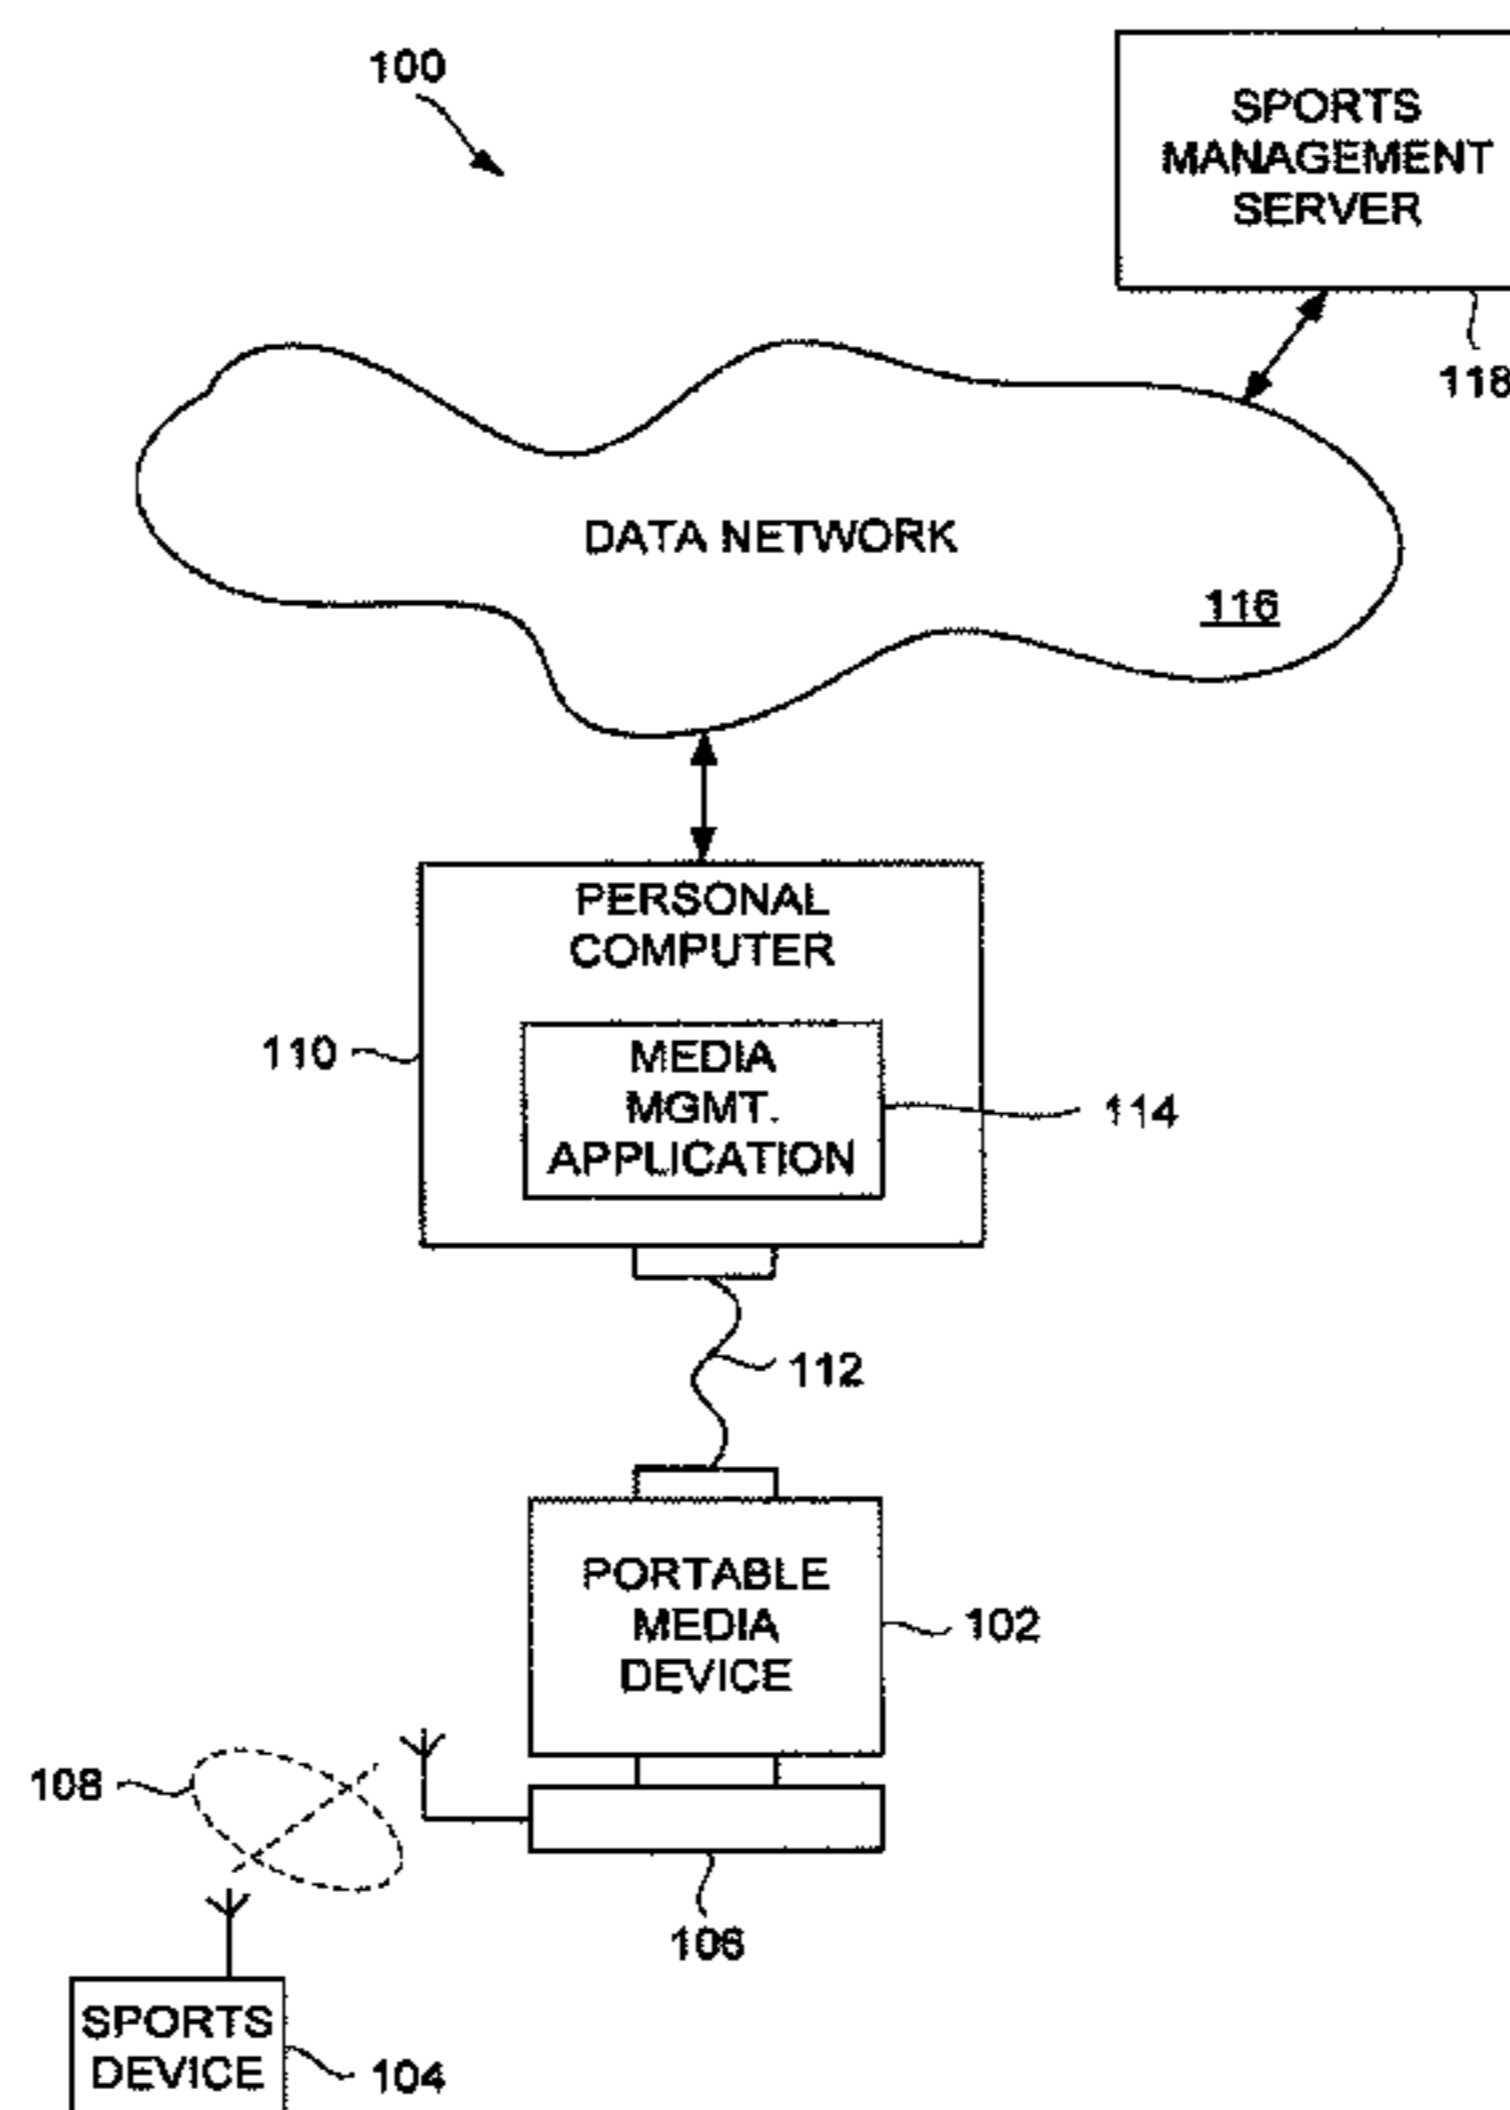 100
SPORTS
MANAGEMENT
SERVER
118
DATA NETWORK
116
PERSONAL
COMPUTER
110
MEDIA
MGMT.
APPLICATION
114
112
PORTABLE
MEDIA
DEVICE
102
108
106
SPORTS
DEVICE
104